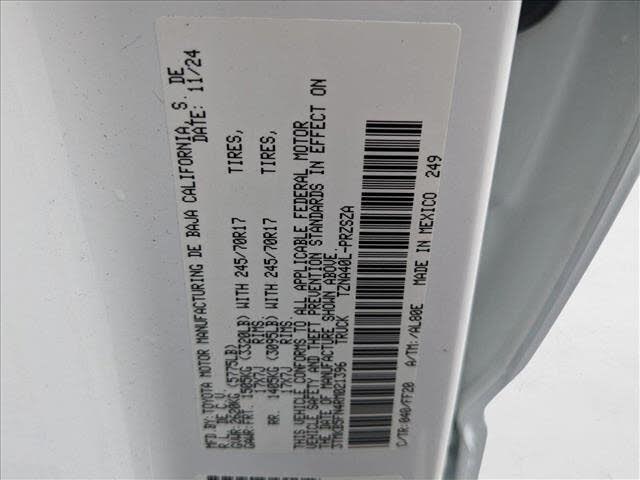 MFD BY: TOYOTA MOTOR MANUFACTURING DE BAJA CALIFORNIA, S. DE
R.L. DE C.V. DATE: 11/24
GVWR: 2620KG (5775LB)
GAWR: FRT. 1505KG (3320LB) WITH 245/70R17 TIRES,
17X7J RIMS,
RR. 1405KG (3095LB) WITH 245/70R17 TIRES,
17X7J RIMS.
THIS VEHICLE CONFORMS TO ALL APPLICABLE FEDERAL MOTOR
VEHICLE SAFETY AND THEFT PREVENTION STANDARDS IN EFFECT ON
THE DATE OF MANUFACTURE SHOWN ABOVE.
TRUCK TZNA40L-PRZSZA
C/TR:040/FF20 A/TM:/AL80E MADE IN MEXICO 249